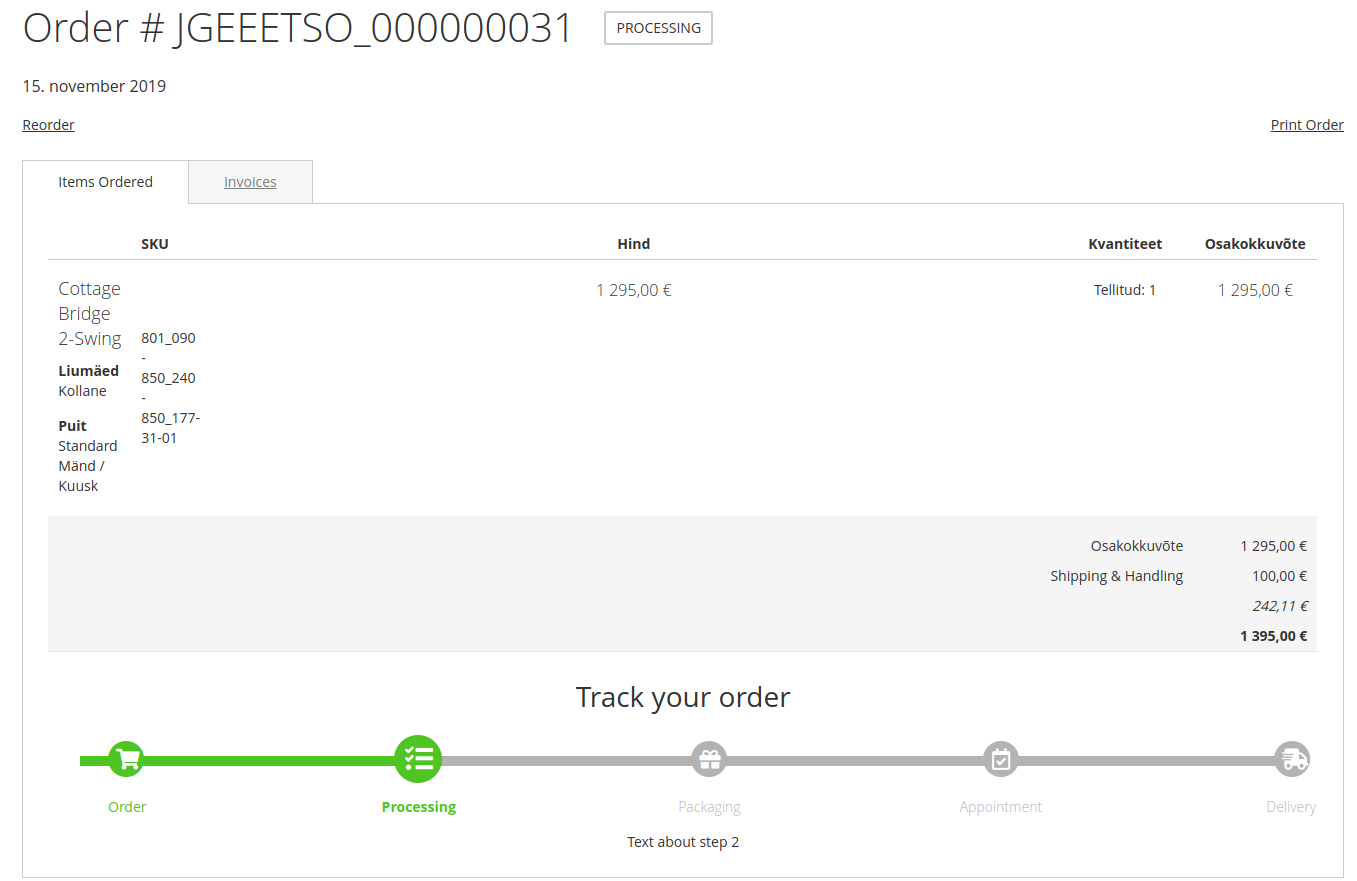 Order # JGEEETSO_000000031 PROCESSING
15. november 2019
Reorder Print Order
Items Ordered Invoices
SKU Hind Kvantiteet Osakokkuvõte
Cottage
Bridge
2-Swing
Liumäed
Kollane
Puit
Standard
Mänd /
Kuusk
801_090
-
850_240
-
850_177-
31-01
1 295,00 €
Tellitud: 1
1 295,00 €
Osakokkuvõte 1 295,00 €
Shipping & Handling 100,00 €
242,11 €
1 395,00 €
Track your order
Order Processing Packaging Appointment Delivery
Text about step 2